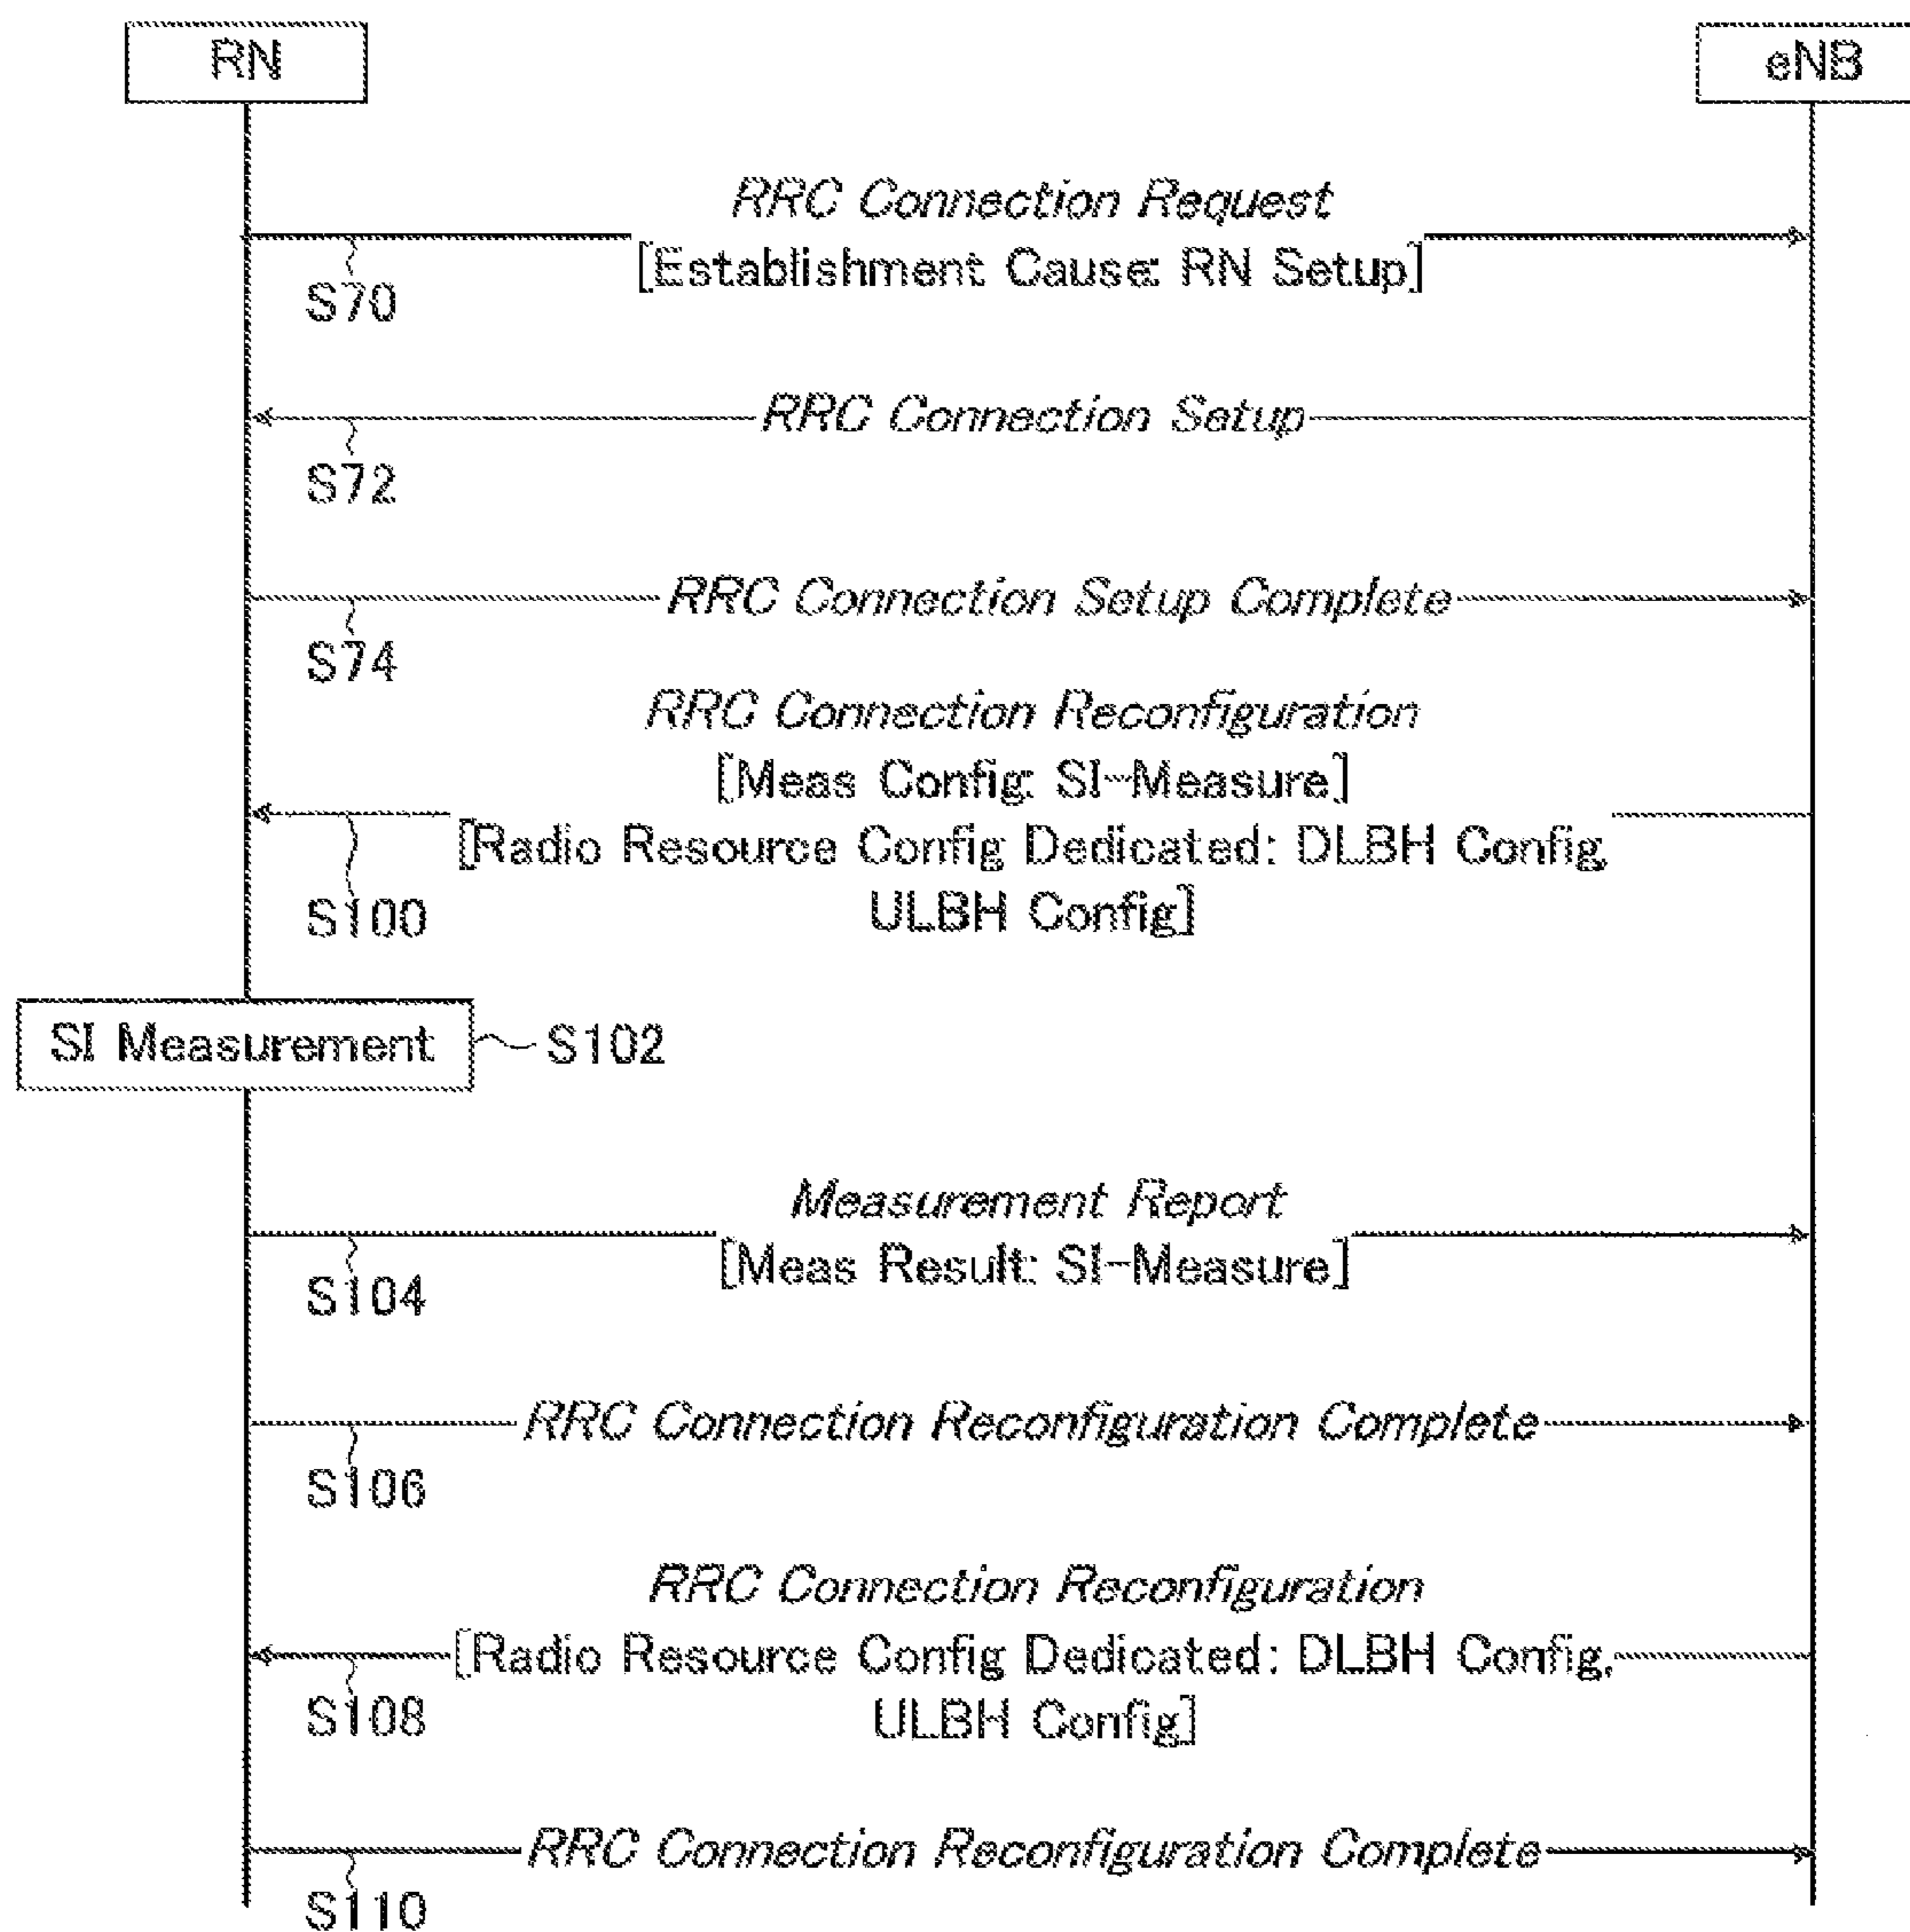 RN
eNB
RRC Connection Request
[Establishment Cause: RN Setup]
S70
RRC Connection Setup
S72
RRC Connection Setup Complete
S74
RRC Connection Reconfiguration
[Meas Config: SI-Measure]
[Radio Resource Config Dedicated: DLBH Config,
ULBH Config]
S100
SI Measurement
S102
Measurement Report
[Meas Result: SI-Measure]
S104
RRC Connection Reconfiguration Complete
S106
RRC Connection Reconfiguration
[Radio Resource Config Dedicated: DLBH Config,
ULBH Config]
S108
RRC Connection Reconfiguration Complete
S110